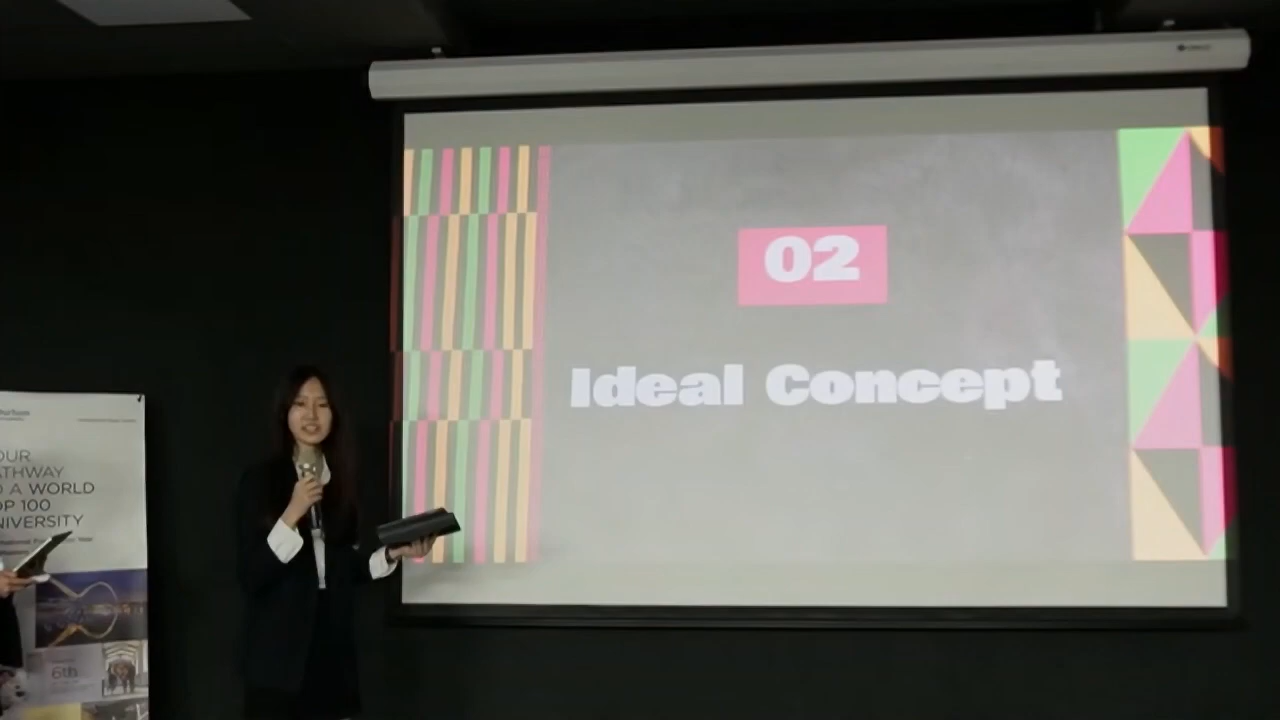 02
Ideal Concept
OUR
ATHWAY
O A WORLD
OP 100
NIVERSITY
6th